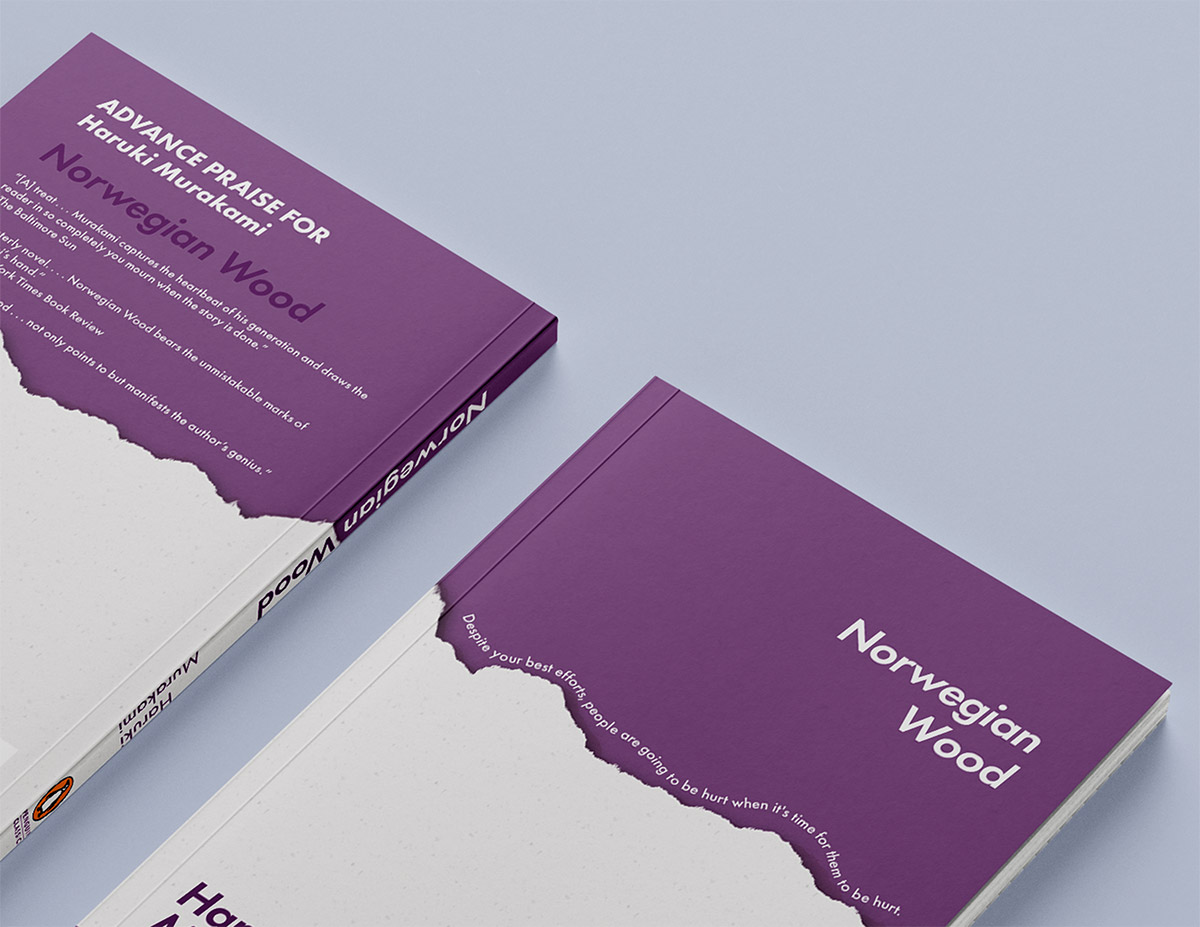 ADVANCE PRAISE FOR
Haruki Murakami
Norwegian Wood
"[A] treat . . . Murakami captures the heartbeat of his generation and draws the
reader in so completely you mourn when the story is done."
The Baltimore Sun
novel. . . . Norwegian Wood bears the unmistakable marks of
hand."
Times Book Review
. . . not only points to but manifests the author's genius."
Norwegian
Wood
Haruki
Murakami
Norwegian
Wood
Despite your best efforts, people are going to be hurt when it's time for them to be hurt.